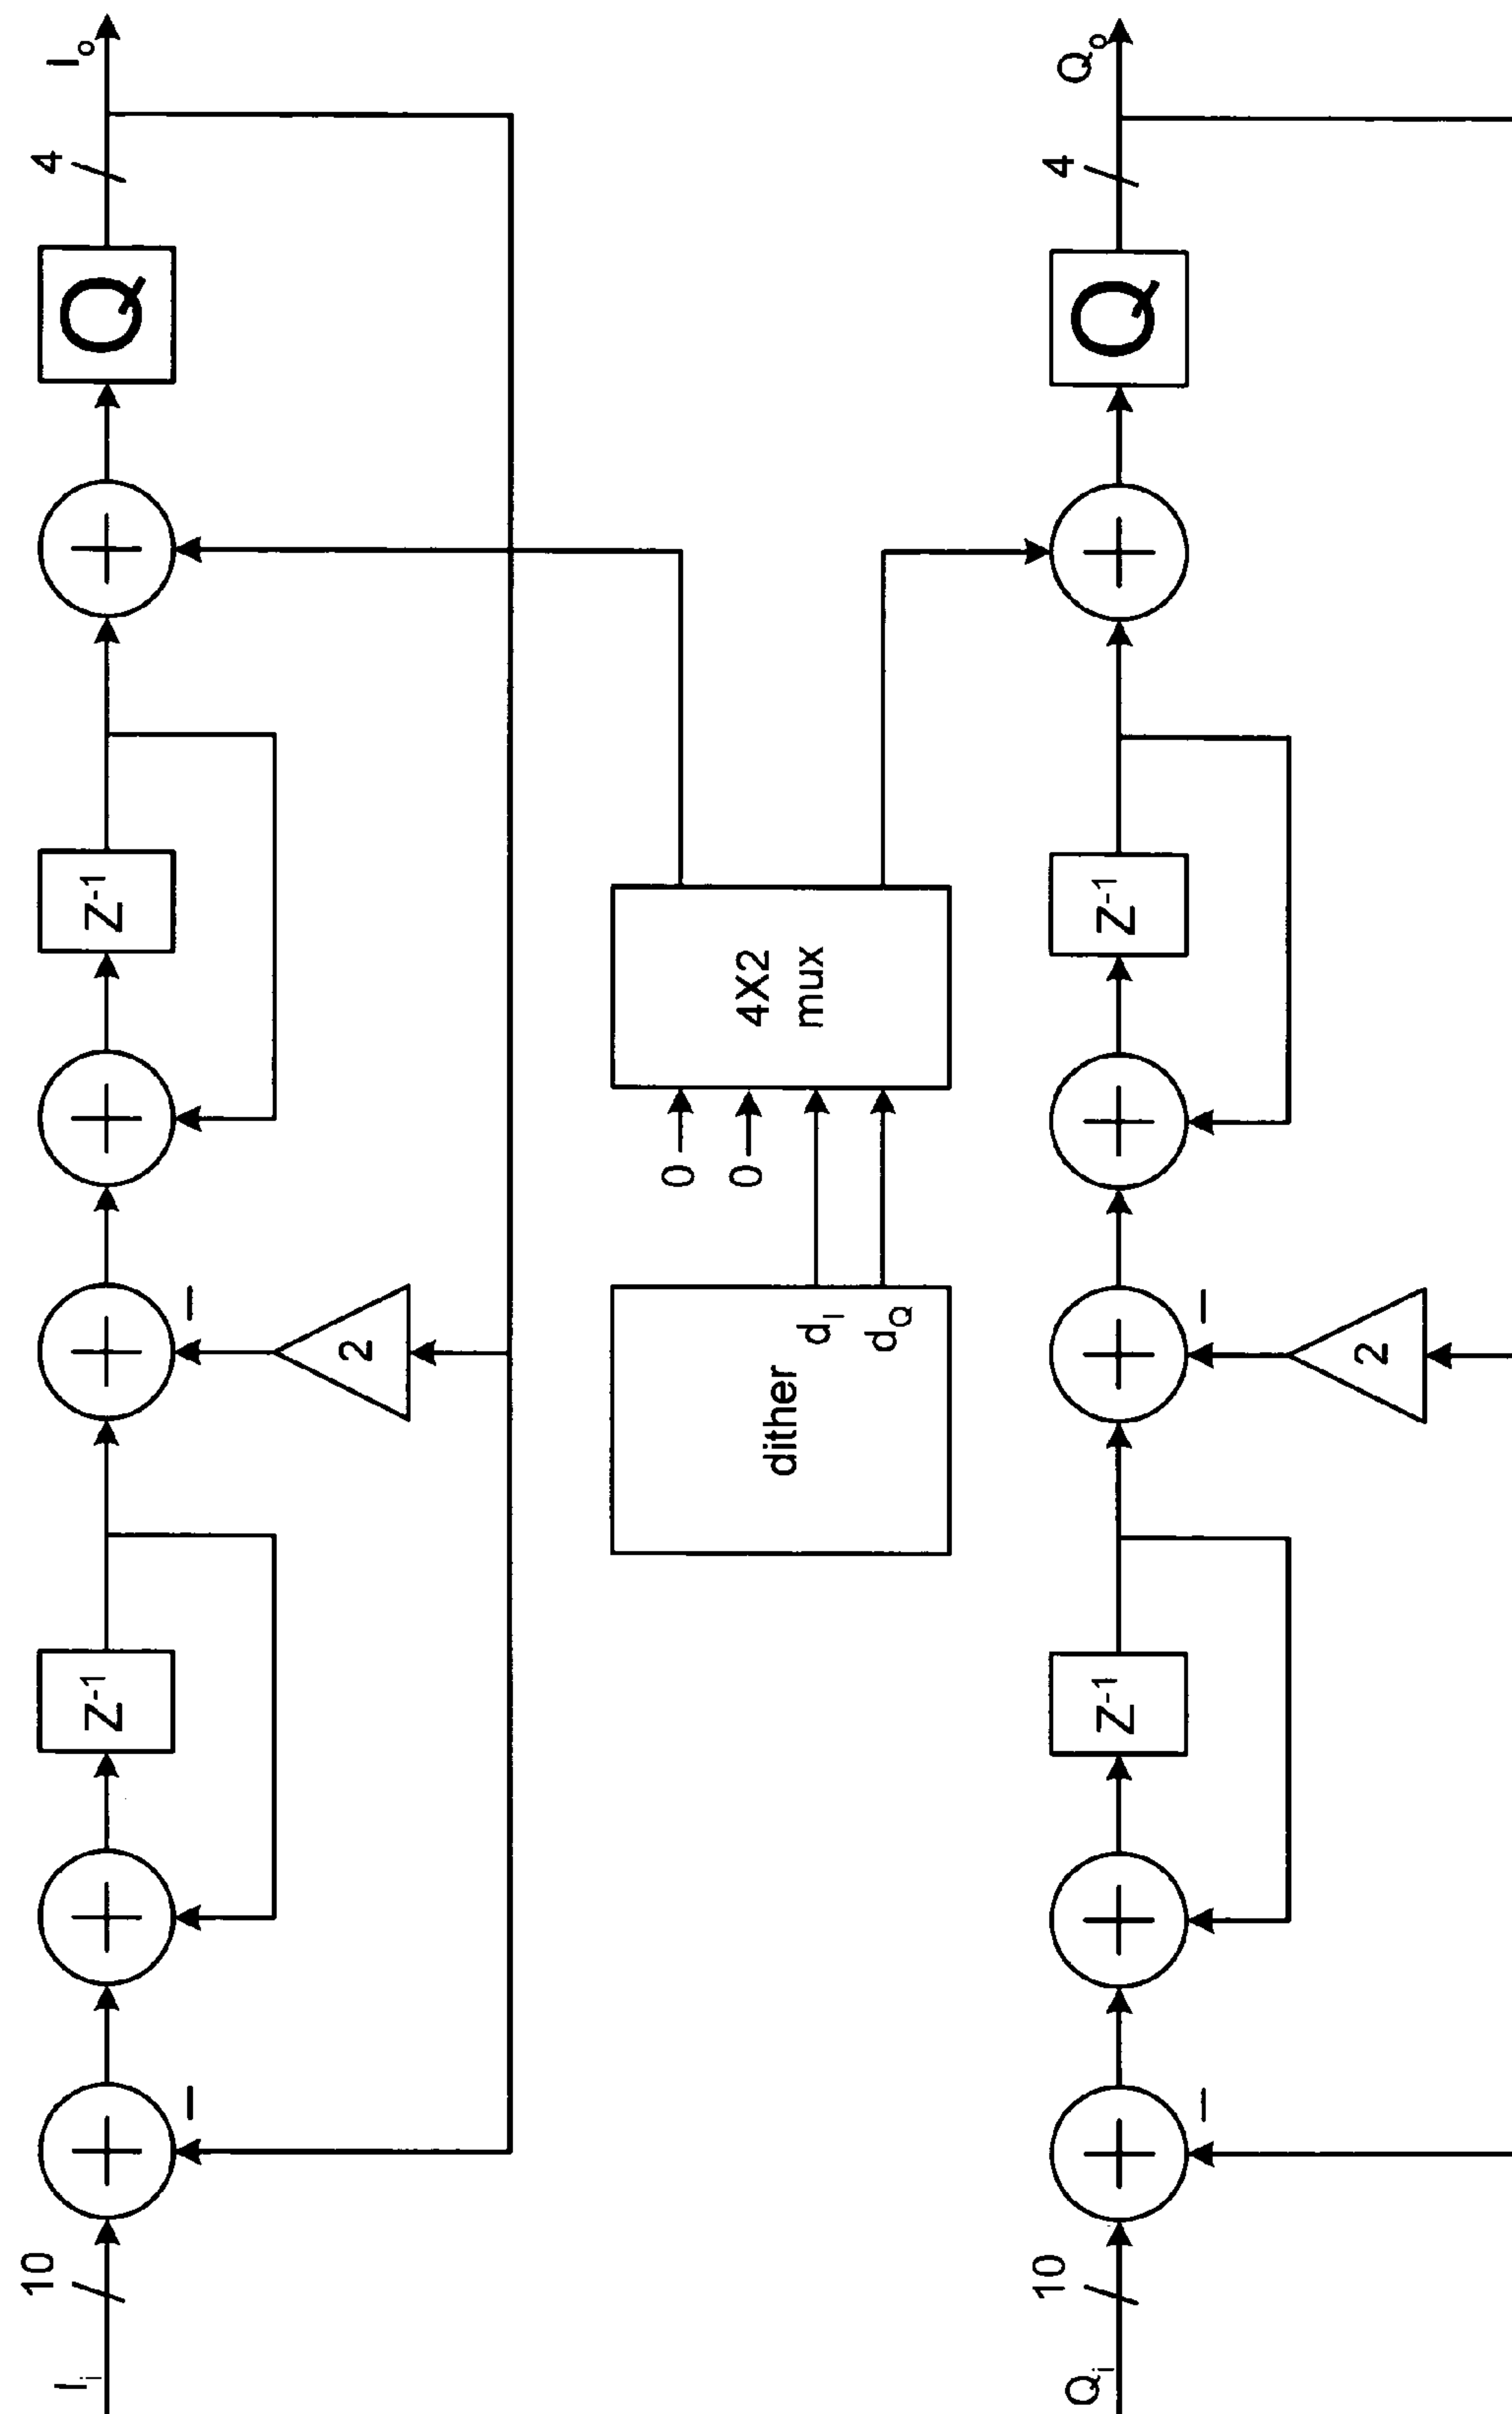 I_i
10
+
−
+
Z^-1
+
−
2
+
Z^-1
+
Q
4
I_o
dither
d_I
d_Q
0
0
4X2
mux
Q_i
10
+
−
+
Z^-1
+
−
2
+
Z^-1
+
Q
4
Q_o